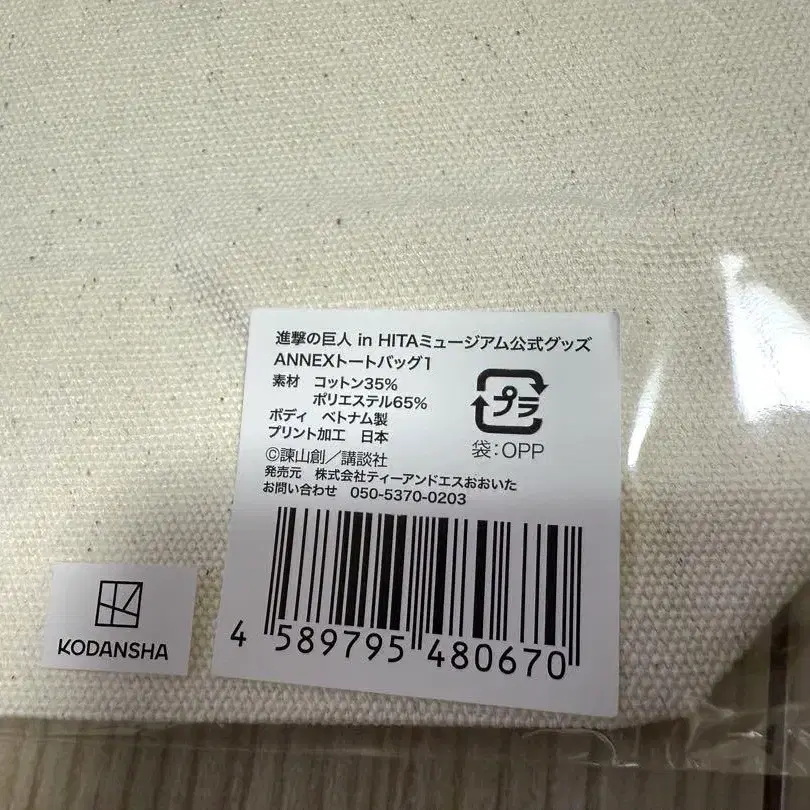 進撃の巨人 in HITAミュージアム公式グッズ
ANNEXトートバッグ1
素材 コットン35%
ポリエステル65%
ボディ ベトナム製
プリント加工 日本
©諫山創／講談社
発売元 株式会社ティーアンドエスおおいた
お問い合わせ 050-5370-0203
プラ
袋:OPP
4 589795 480670
KODANSHA